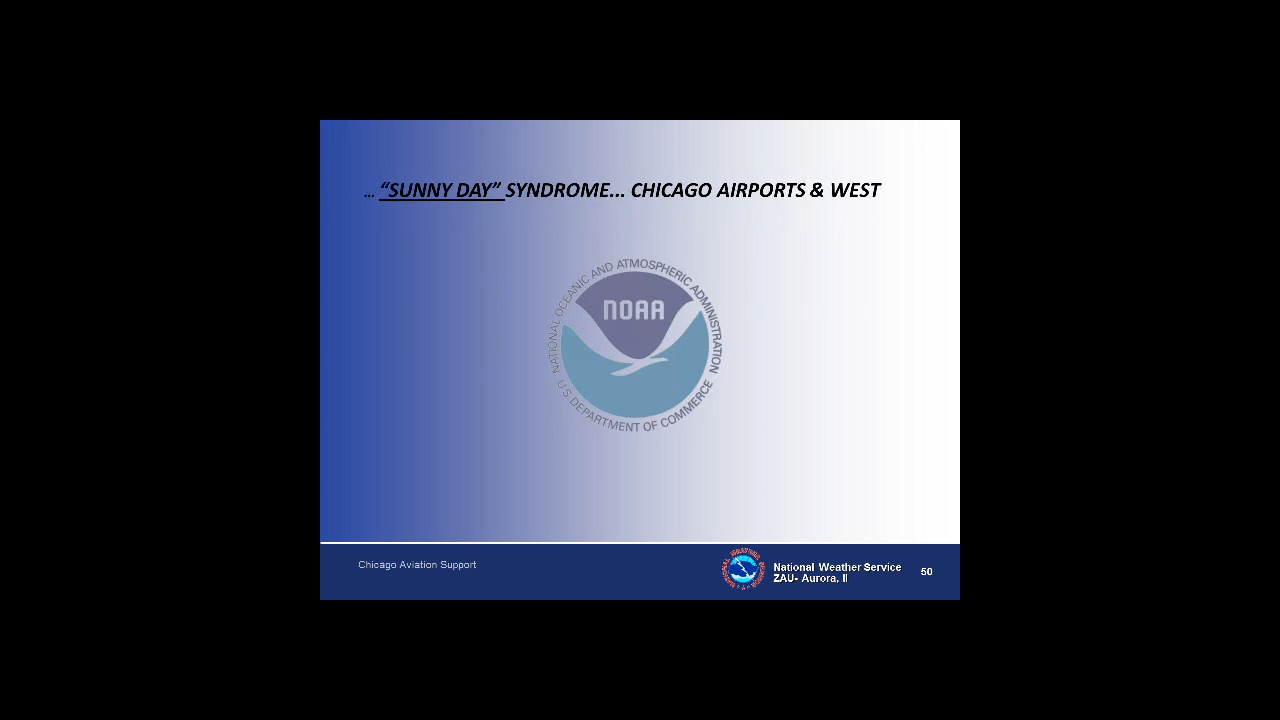 ... “SUNNY DAY” SYNDROME... CHICAGO AIRPORTS & WEST
NATIONAL OCEANIC AND ATMOSPHERIC ADMINISTRATION
NOAA
U.S. DEPARTMENT OF COMMERCE
Chicago Aviation Support
National Weather Service
ZAU- Aurora, Il
50